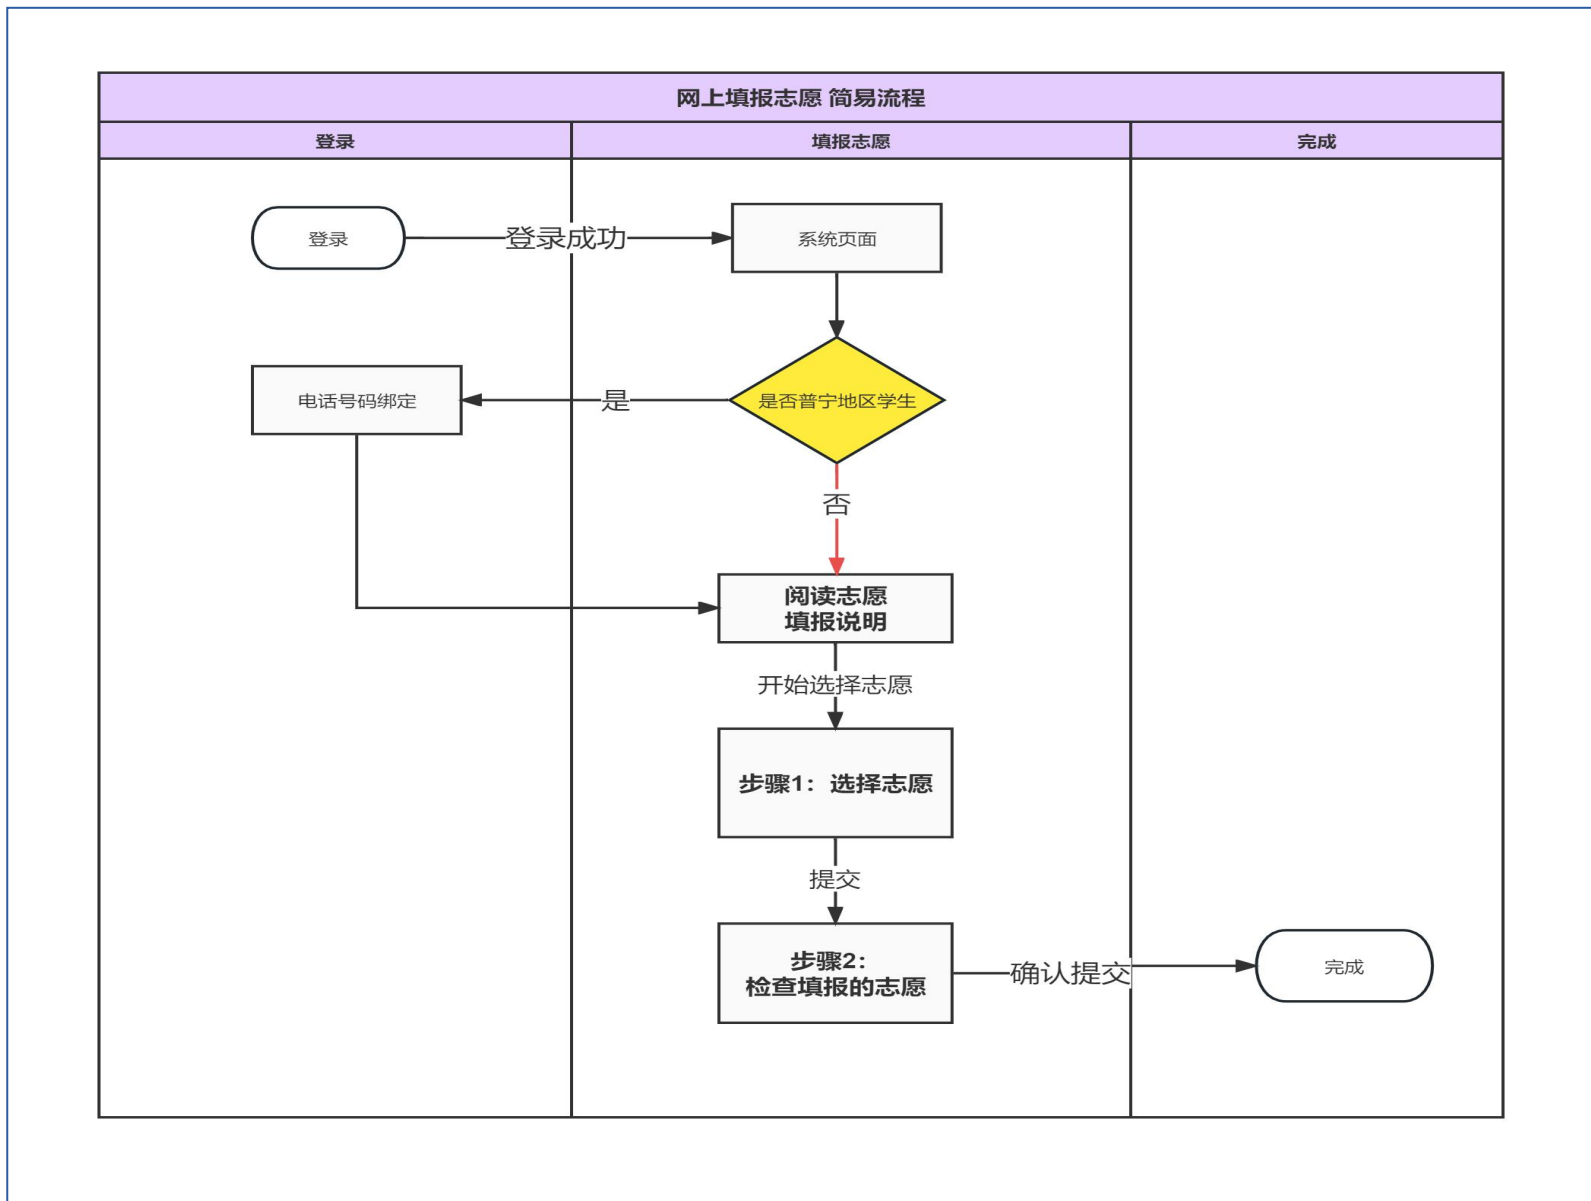 网上填报志愿 简易流程
登录
填报志愿
完成
登录
登录成功
系统页面
电话号码绑定
是
是否普宁地区学生
否
阅读志愿
填报说明
开始选择志愿
步骤1：选择志愿
提交
步骤2：
检查填报的志愿
确认提交
完成